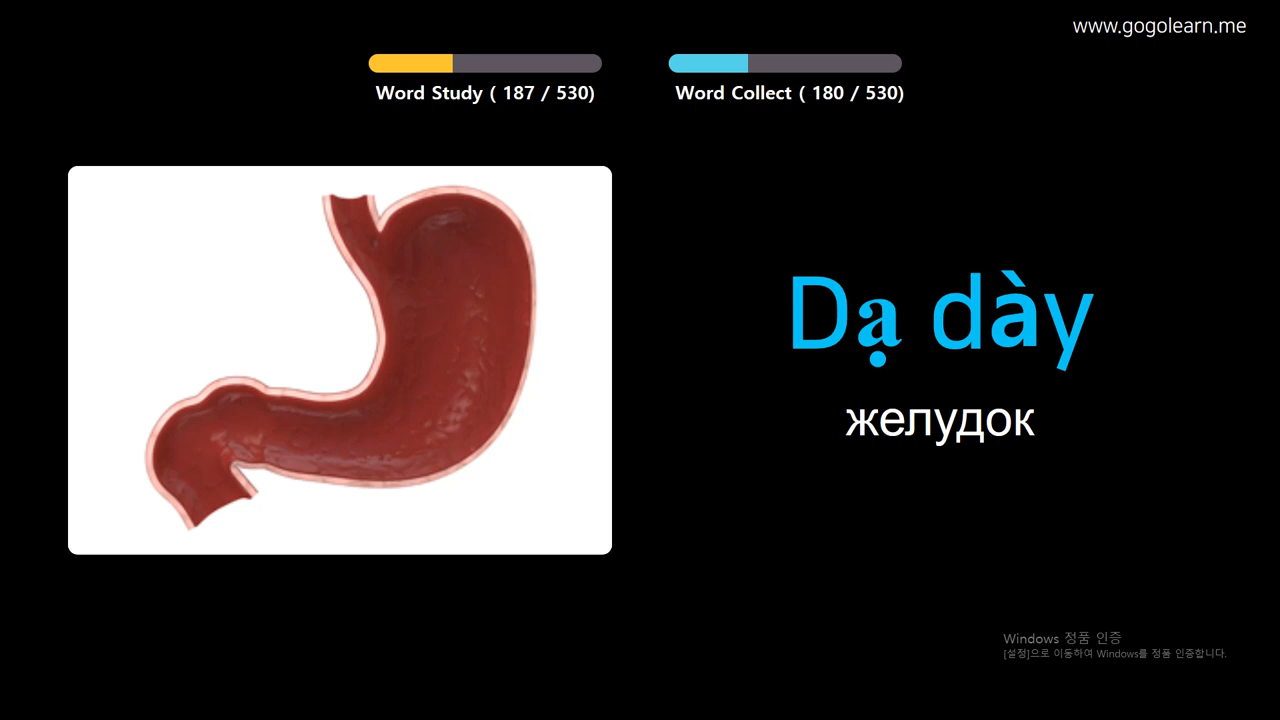 www.gogolearn.me
Word Study ( 187 / 530)
Word Collect ( 180 / 530)
Dạ dày
желудок
Windows 정품 인증
[설정]으로 이동하여 Windows를 정품 인증합니다.